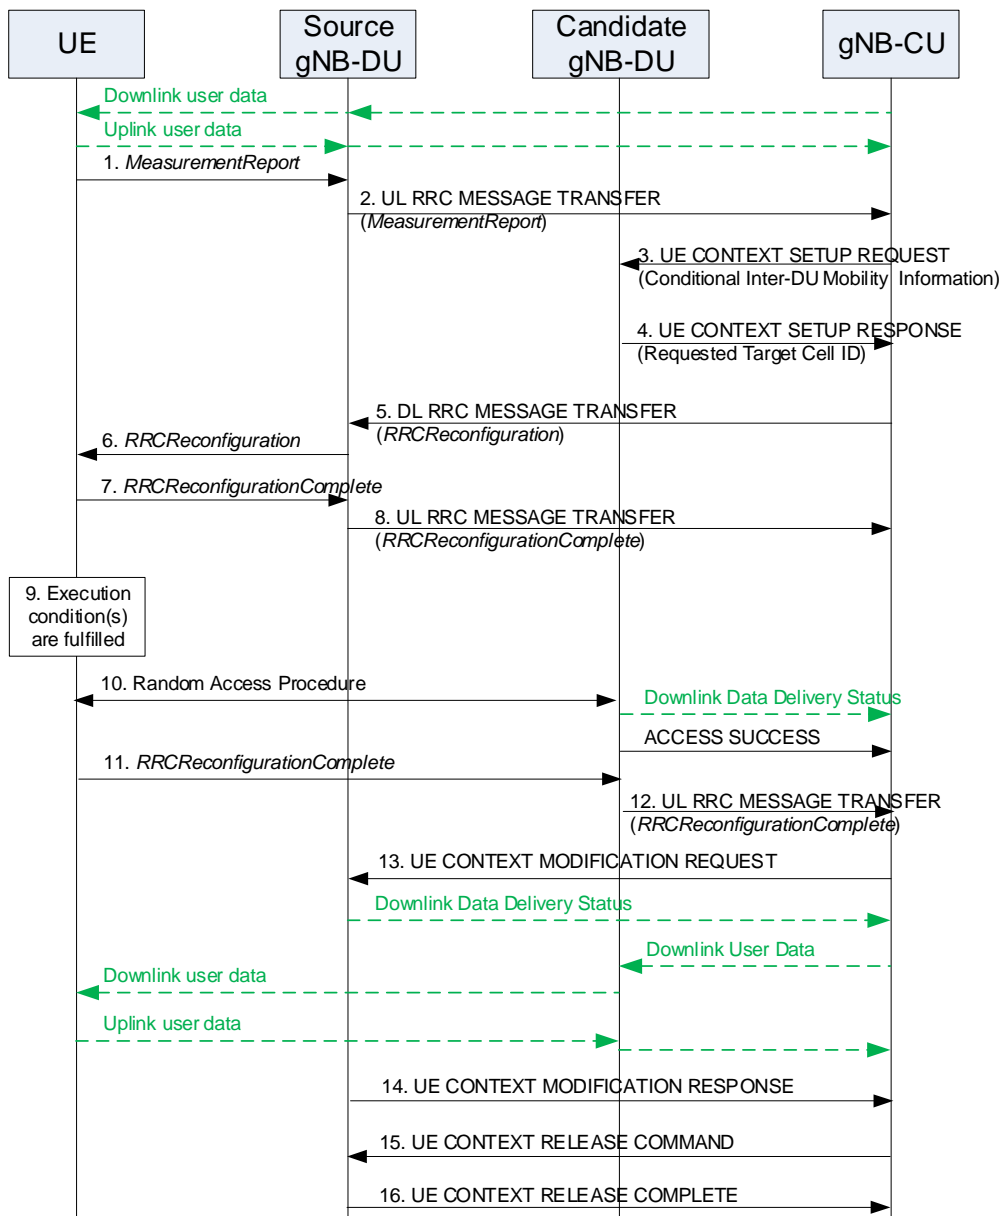 UE
Source
gNB-DU
Candidate
gNB-DU
gNB-CU
Downlink user data
Uplink user data
1. MeasurementReport
2. UL RRC MESSAGE TRANSFER
(MeasurementReport)
3. UE CONTEXT SETUP REQUEST
(Conditional Inter-DU Mobility Information)
4. UE CONTEXT SETUP RESPONSE
(Requested Target Cell ID)
5. DL RRC MESSAGE TRANSFER
(RRCReconfiguration)
6. RRCReconfiguration
7. RRCReconfigurationComplete
8. UL RRC MESSAGE TRANSFER
(RRCReconfigurationComplete)
9. Execution
condition(s)
are fulfilled
10. Random Access Procedure
Downlink Data Delivery Status
ACCESS SUCCESS
11. RRCReconfigurationComplete
12. UL RRC MESSAGE TRANSFER
(RRCReconfigurationComplete)
13. UE CONTEXT MODIFICATION REQUEST
Downlink Data Delivery Status
Downlink User Data
Downlink user data
Uplink user data
14. UE CONTEXT MODIFICATION RESPONSE
15. UE CONTEXT RELEASE COMMAND
16. UE CONTEXT RELEASE COMPLETE